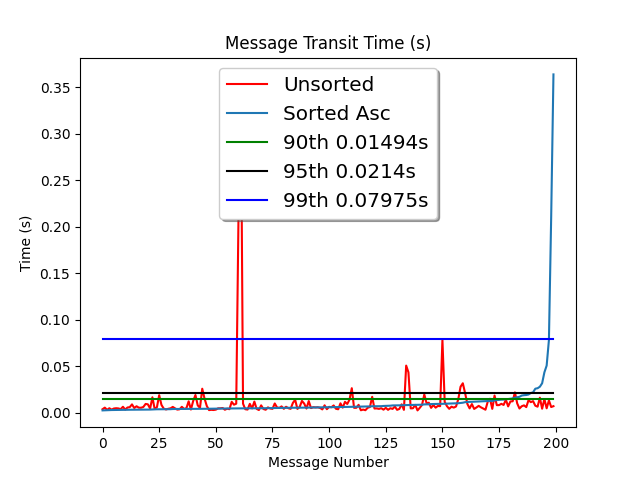 Message Transit Time (s)
Unsorted
Sorted Asc
90th 0.01494s
95th 0.0214s
99th 0.07975s
Time (s)
0.35
0.30
0.25
0.20
0.15
0.10
0.05
0.00
0 25 50 75 100 125 150 175 200
Message Number